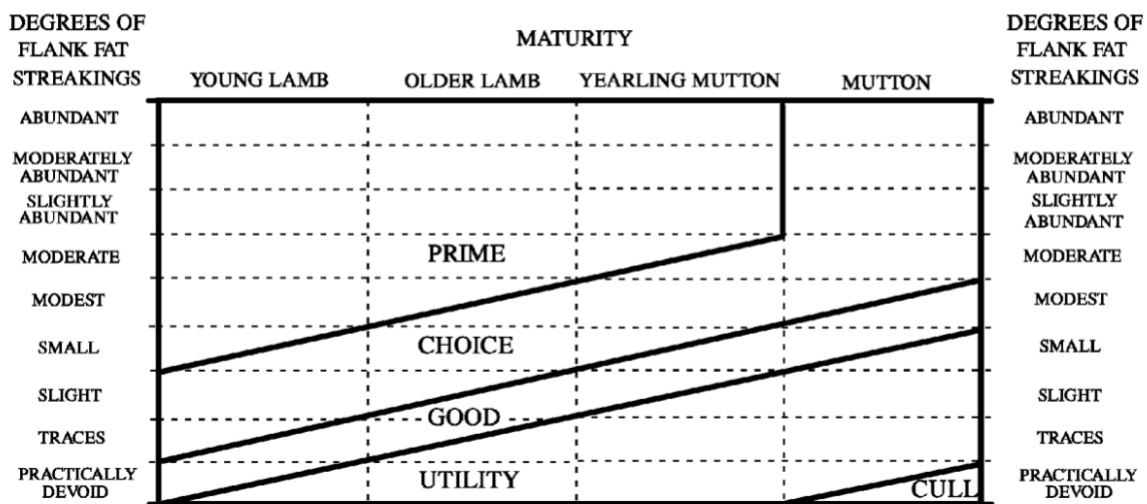 DEGREES OF
FLANK FAT
STREAKINGS
MATURITY
DEGREES OF
FLANK FAT
STREAKINGS
YOUNG LAMB
OLDER LAMB
YEARLING MUTTON
MUTTON
ABUNDANT
ABUNDANT
MODERATELY
ABUNDANT
MODERATELY
ABUNDANT
SLIGHTLY
ABUNDANT
SLIGHTLY
ABUNDANT
MODERATE
PRIME
MODERATE
MODEST
MODEST
SMALL
CHOICE
SMALL
SLIGHT
SLIGHT
GOOD
TRACES
TRACES
PRACTICALLY
DEVOID
UTILITY
CULL
PRACTICALLY
DEVOID